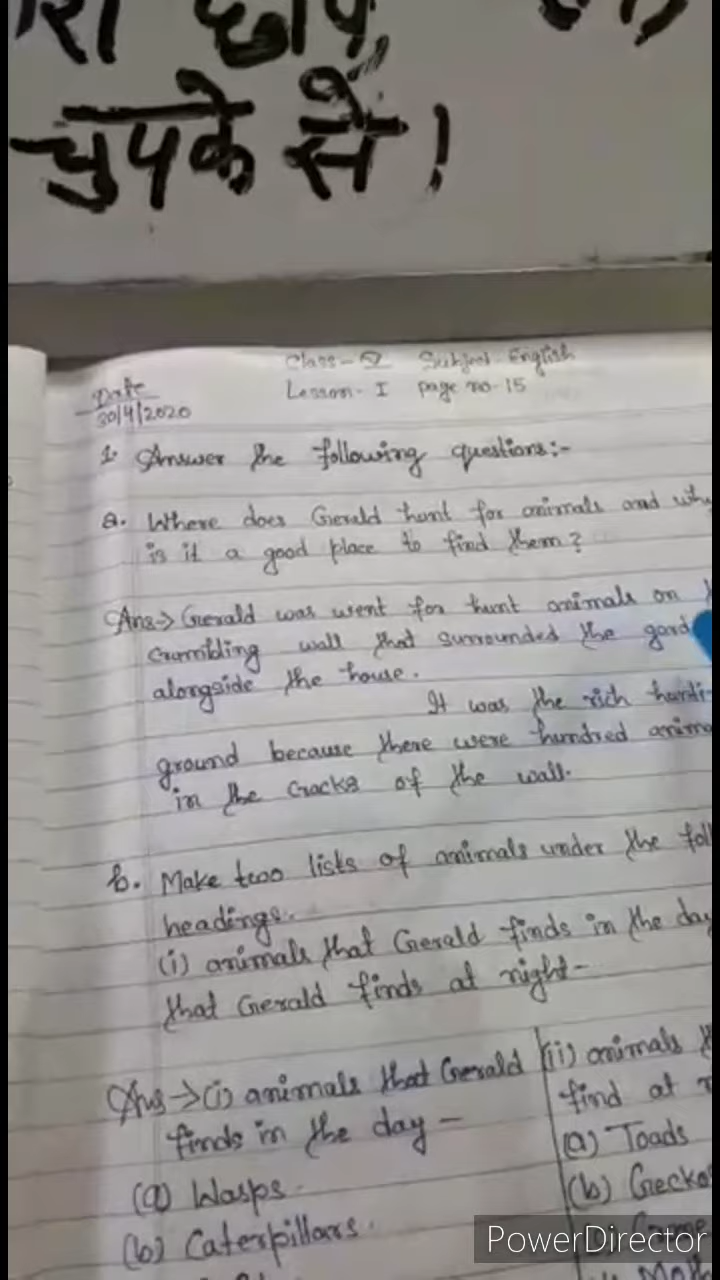 चुपके से !
Class-V Subject-English
Date
Lesson-I page no-15
30/4/2020
1. Answer the following questions:-
a. Where does Gerald hunt for animals and why
is it a good place to find them?
Ans→ Gerald was went for hunt animals on
crumbling wall that surrounded the gard
alongside the house.
It was the rich hunti-
ground because there were hundred anima
in the cracks of the wall.
b. Make two lists of animals under the foll
headings.
(i) animals that Gerald finds in the day
that Gerald finds at night-
Ans→(i) animals that Gerald
finds in the day-
(a) Wasps.
(b) Caterpillars.
(ii) animals
find at
(a) Toads
(b) Gecko
PowerDirector